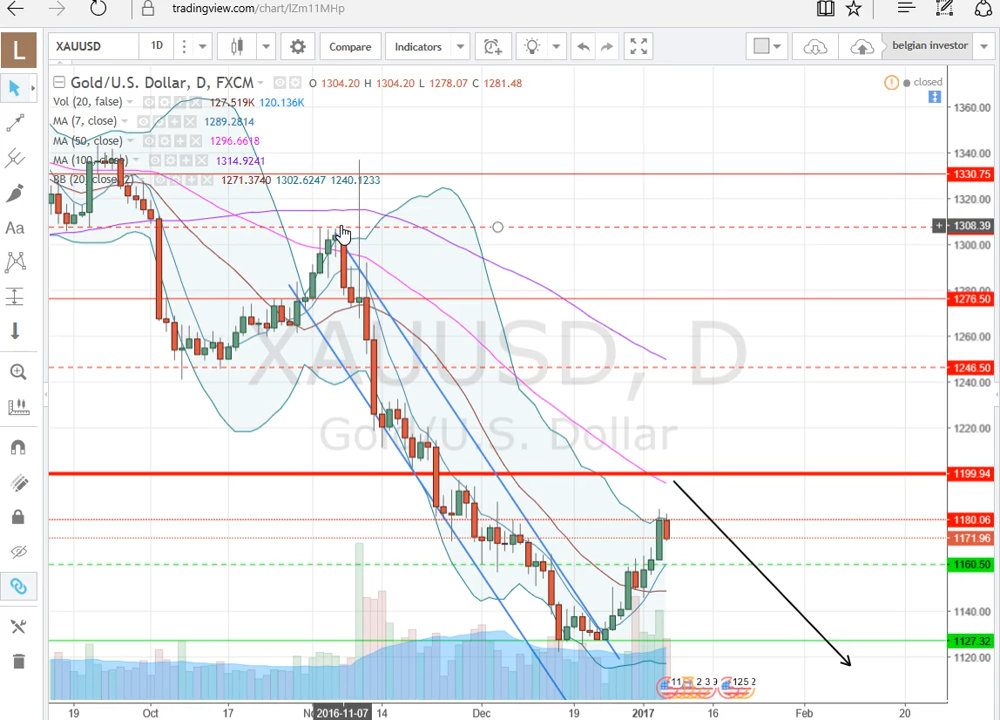 tradingview.com/chart/lZm11MHp
L XAUUSD 1D Compare Indicators belgian investor
Gold/U.S. Dollar, D, FXCM O 1304.20 H 1304.20 L 1278.07 C 1281.48 closed
Vol (20, false) 127.519K 120.136K
MA (7, close) 1289.2814
MA (50, close) 1296.6618
MA (100, close) 1314.9241
BB (20, close, 2) 1271.3740 1302.6247 1240.1233
XAUUSD, D
Gold/U.S. Dollar
Aa
1360.00
1340.00
1330.75
1320.00
1308.39
1300.00
1280.00
1276.50
1260.00
1246.50
1240.00
1220.00
1199.94
1180.06
1171.96
1160.50
1140.00
1127.32
1120.00
19 Oct 17 2016-11-07 14 Dec 19 2017 16 Feb 20